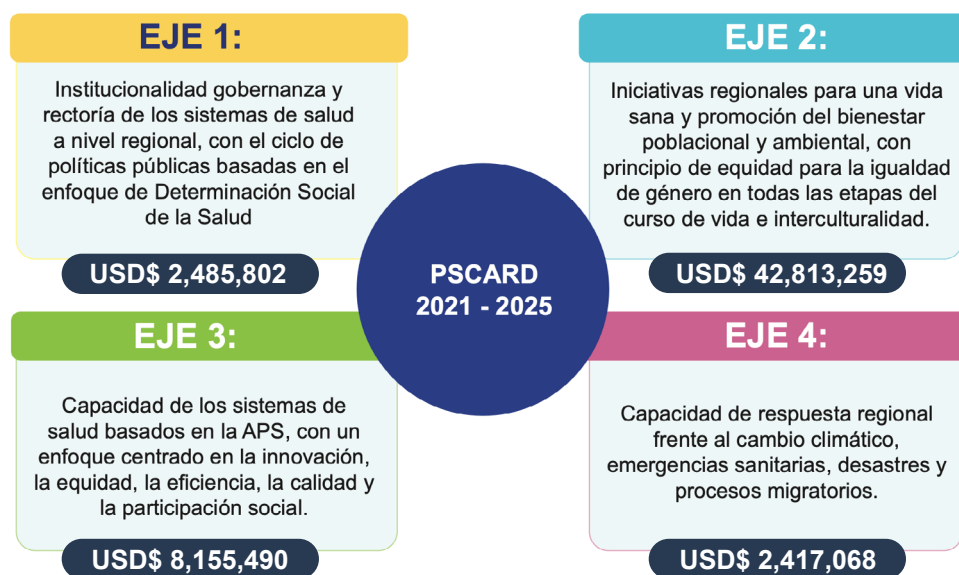 EJE 1:
Institucionalidad gobernanza y
rectoría de los sistemas de salud
a nivel regional, con el ciclo de
políticas públicas basadas en el
enfoque de Determinación Social
de la Salud
USD$ 2,485,802
EJE 2:
Iniciativas regionales para una vida
sana y promoción del bienestar
poblacional y ambiental, con
principio de equidad para la igualdad
de género en todas las etapas del
curso de vida e interculturalidad.
USD$ 42,813,259
PSCARD
2021 - 2025
EJE 3:
Capacidad de los sistemas de
salud basados en la APS, con un
enfoque centrado en la innovación,
la equidad, la eficiencia, la calidad y
la participación social.
USD$ 8,155,490
EJE 4:
Capacidad de respuesta regional
frente al cambio climático,
emergencias sanitarias, desastres y
procesos migratorios.
USD$ 2,417,068